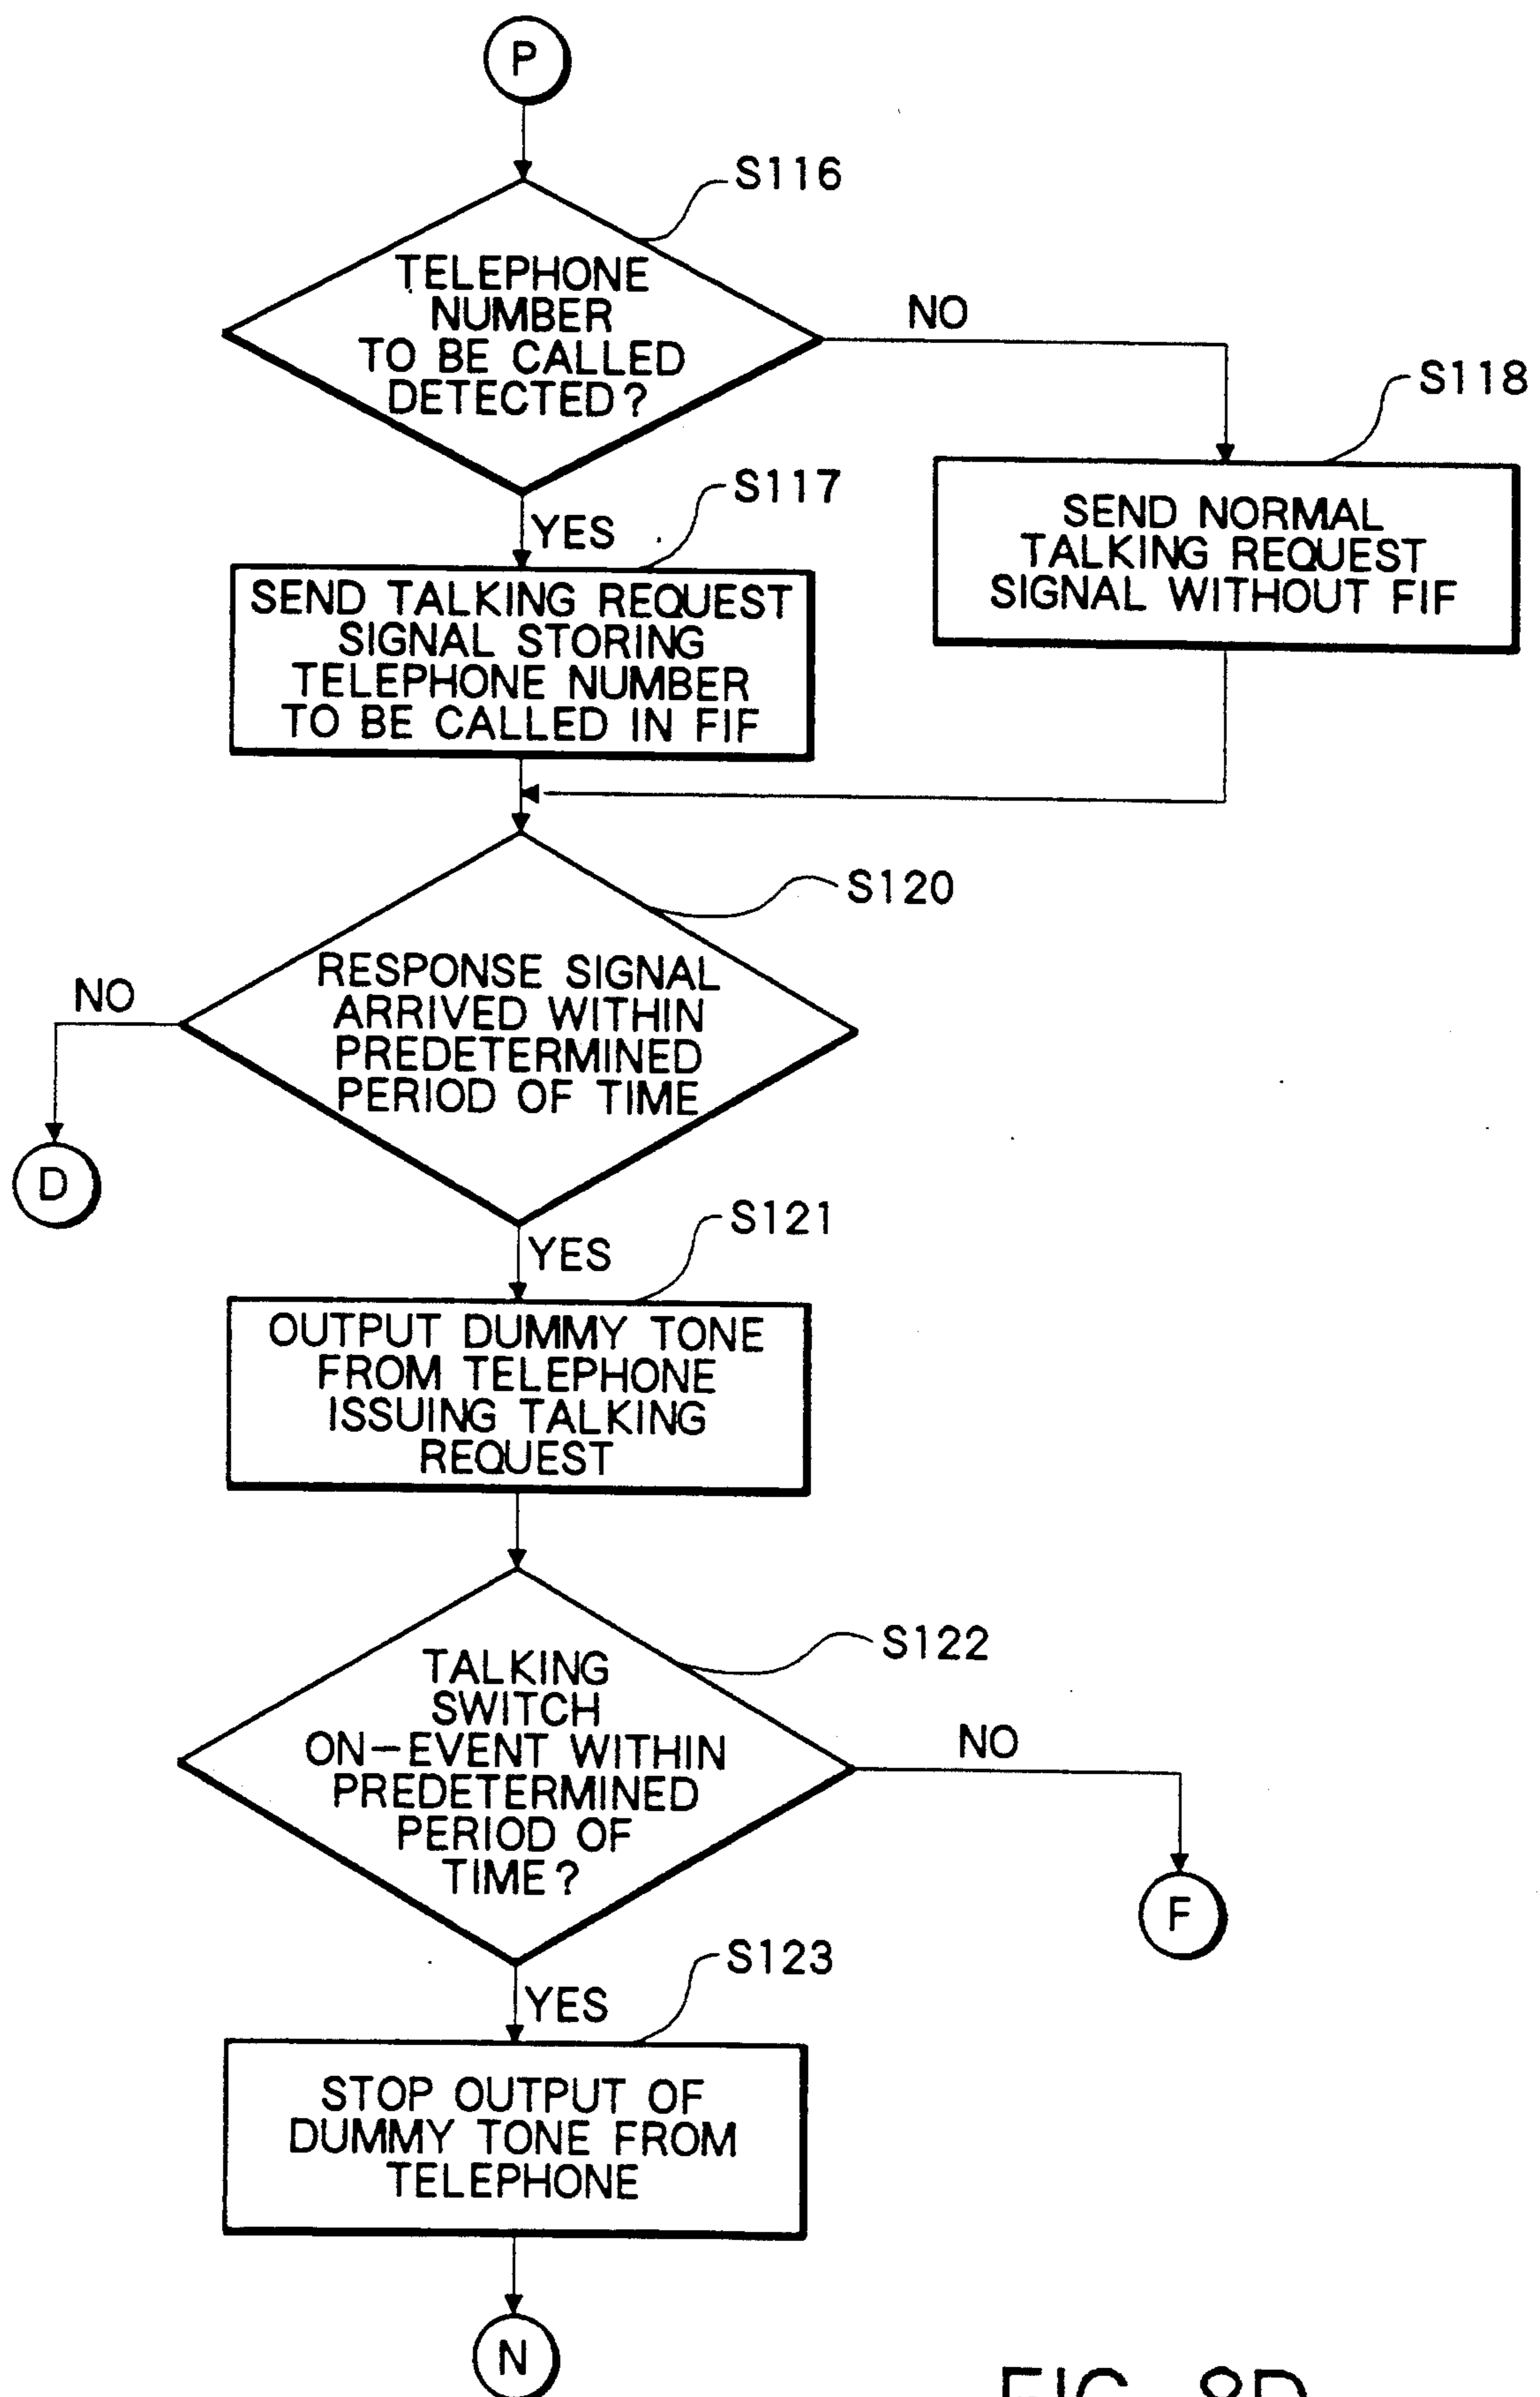 P
S116
TELEPHONE
NUMBER
TO BE CALLED
DETECTED?
NO
S118
SEND NORMAL
TALKING REQUEST
SIGNAL WITHOUT FIF
YES
S117
SEND TALKING REQUEST
SIGNAL STORING
TELEPHONE NUMBER
TO BE CALLED IN FIF
S120
RESPONSE SIGNAL
ARRIVED WITHIN
PREDETERMINED
PERIOD OF TIME
NO
D
YES
S121
OUTPUT DUMMY TONE
FROM TELEPHONE
ISSUING TALKING
REQUEST
S122
TALKING
SWITCH
ON-EVENT WITHIN
PREDETERMINED
PERIOD OF
TIME?
NO
F
YES
S123
STOP OUTPUT OF
DUMMY TONE FROM
TELEPHONE
N
FIG. 8D